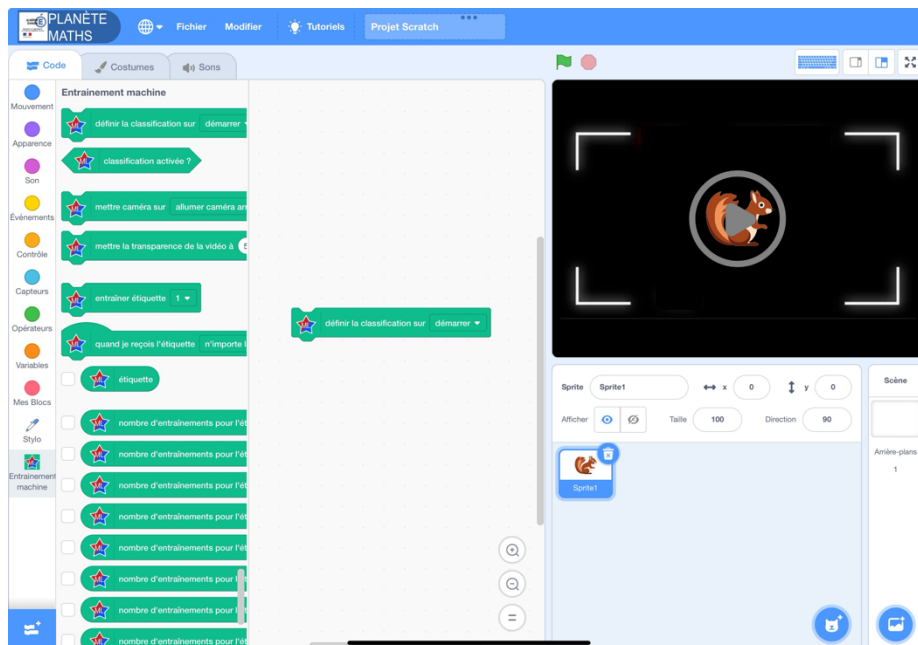 PLANÈTE
MATHS
Fichier
Modifier
Tutoriels
Projet Scratch
Code
Costumes
Sons
Mouvement
Apparence
Son
Événements
Contrôle
Capteurs
Opérateurs
Variables
Mes Blocs
Stylo
Entrainement
machine
Entrainement machine
définir la classification sur démarrer
classification activée ?
mettre caméra sur allumer caméra ar
mettre la transparence de la vidéo à
entraîner étiquette 1
quand je reçois l'étiquette n'importe l
étiquette
nombre d'entraînements pour l'ét
nombre d'entraînements pour l'ét
nombre d'entraînements pour l'ét
nombre d'entraînements pour l'ét
nombre d'entraînements pour l'ét
nombre d'entraînements pour l'ét
nombre d'entraînements pour l'ét
nombre d'entraînements pour l'ét
définir la classification sur démarrer
Sprite Sprite1 x 0 y 0
Afficher Taille 100 Direction 90
Sprite1
Scène
Arrière-plans
1